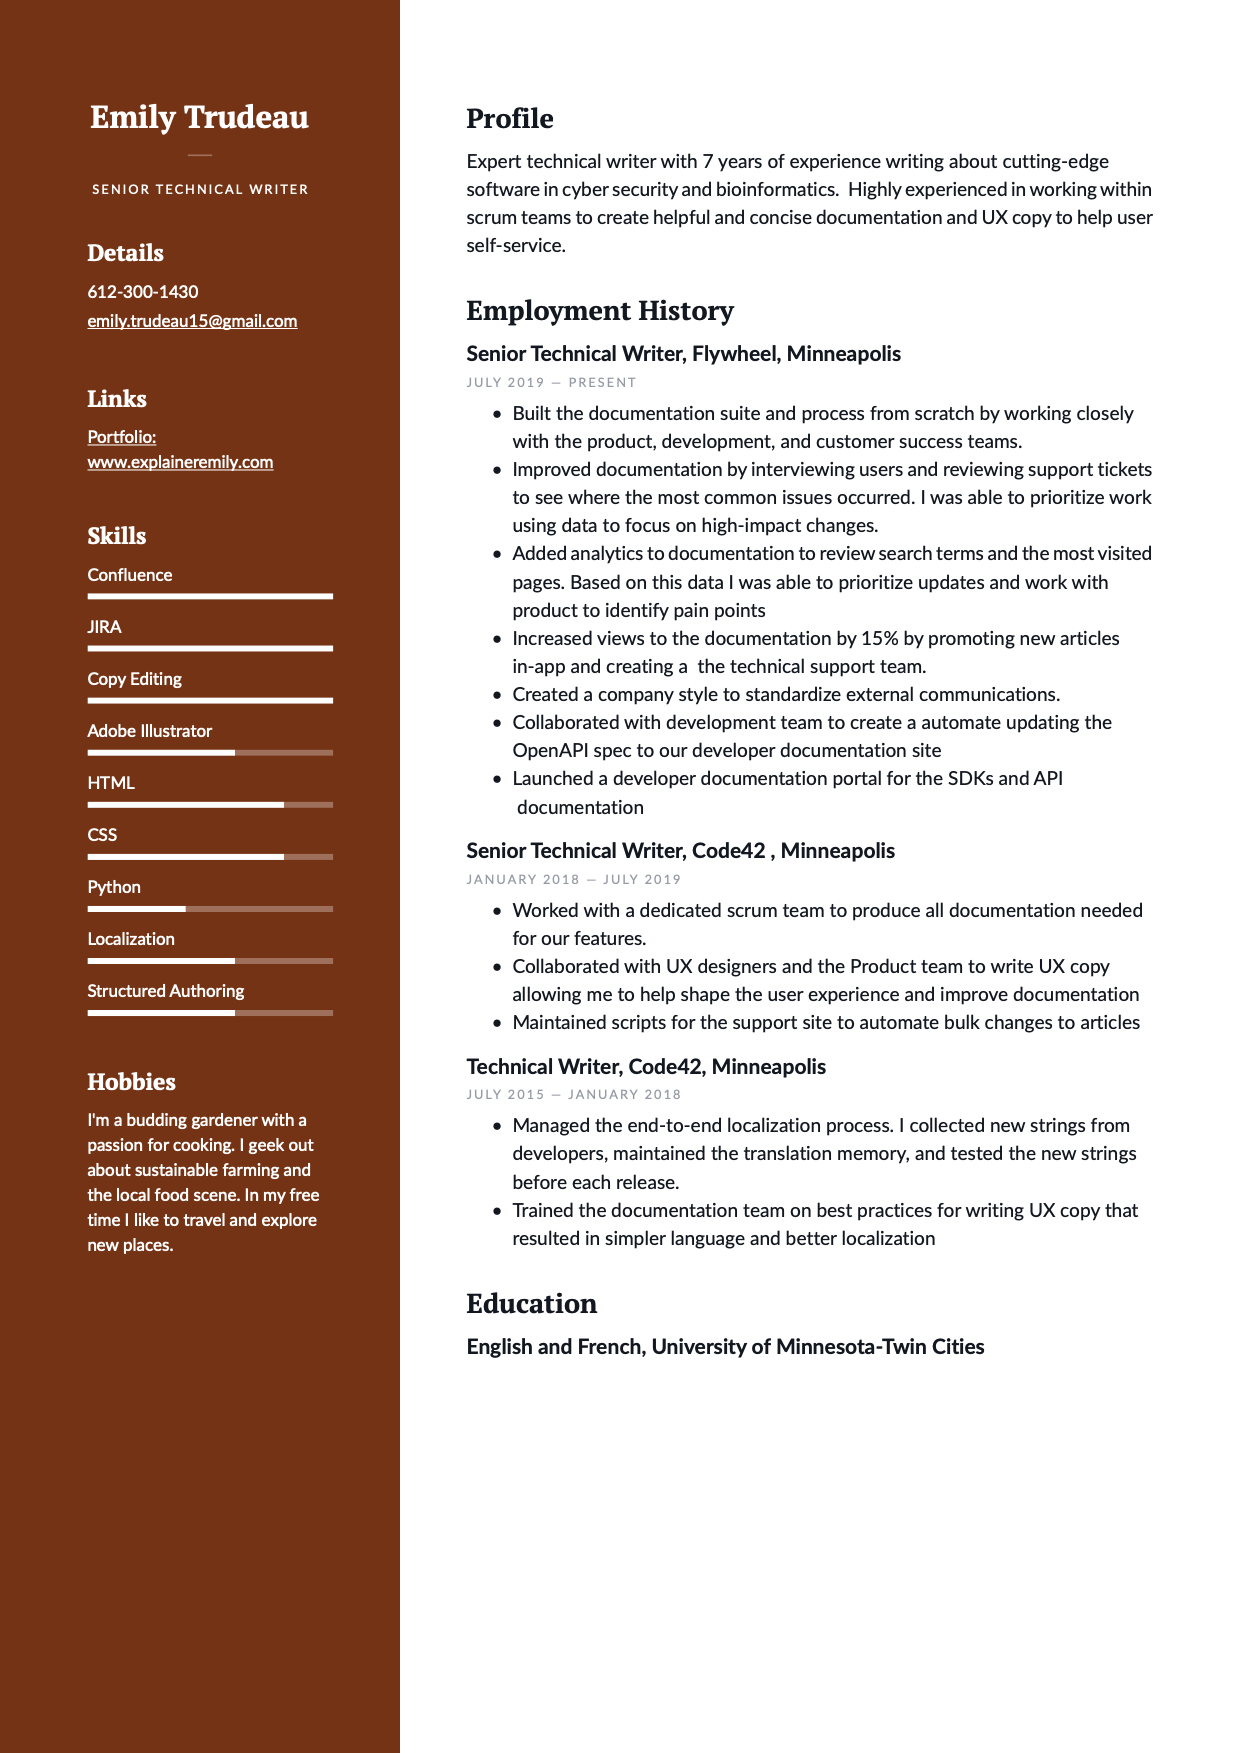 Emily Trudeau
SENIOR TECHNICAL WRITER
Details
612-300-1430
emily.trudeau15@gmail.com
Links
Portfolio:
www.explaineremily.com
Skills
Confluence
JIRA
Copy Editing
Adobe Illustrator
HTML
CSS
Python
Localization
Structured Authoring
Hobbies
I'm a budding gardener with a
passion for cooking. I geek out
about sustainable farming and
the local food scene. In my free
time I like to travel and explore
new places.
Profile
Expert technical writer with 7 years of experience writing about cutting-edge
software in cyber security and bioinformatics.  Highly experienced in working within
scrum teams to create helpful and concise documentation and UX copy to help user
self-service.
Employment History
Senior Technical Writer, Flywheel, Minneapolis
JULY 2019 — PRESENT
• Built the documentation suite and process from scratch by working closely
with the product, development, and customer success teams.
• Improved documentation by interviewing users and reviewing support tickets
to see where the most common issues occurred. I was able to prioritize work
using data to focus on high-impact changes.
• Added analytics to documentation to review search terms and the most visited
pages. Based on this data I was able to prioritize updates and work with
product to identify pain points
• Increased views to the documentation by 15% by promoting new articles
in-app and creating a  the technical support team.
• Created a company style to standardize external communications.
• Collaborated with development team to create a automate updating the
OpenAPI spec to our developer documentation site
• Launched a developer documentation portal for the SDKs and API
documentation
Senior Technical Writer, Code42 , Minneapolis
JANUARY 2018 — JULY 2019
• Worked with a dedicated scrum team to produce all documentation needed
for our features.
• Collaborated with UX designers and the Product team to write UX copy
allowing me to help shape the user experience and improve documentation
• Maintained scripts for the support site to automate bulk changes to articles
Technical Writer, Code42, Minneapolis
JULY 2015 — JANUARY 2018
• Managed the end-to-end localization process. I collected new strings from
developers, maintained the translation memory, and tested the new strings
before each release.
• Trained the documentation team on best practices for writing UX copy that
resulted in simpler language and better localization
Education
English and French, University of Minnesota-Twin Cities